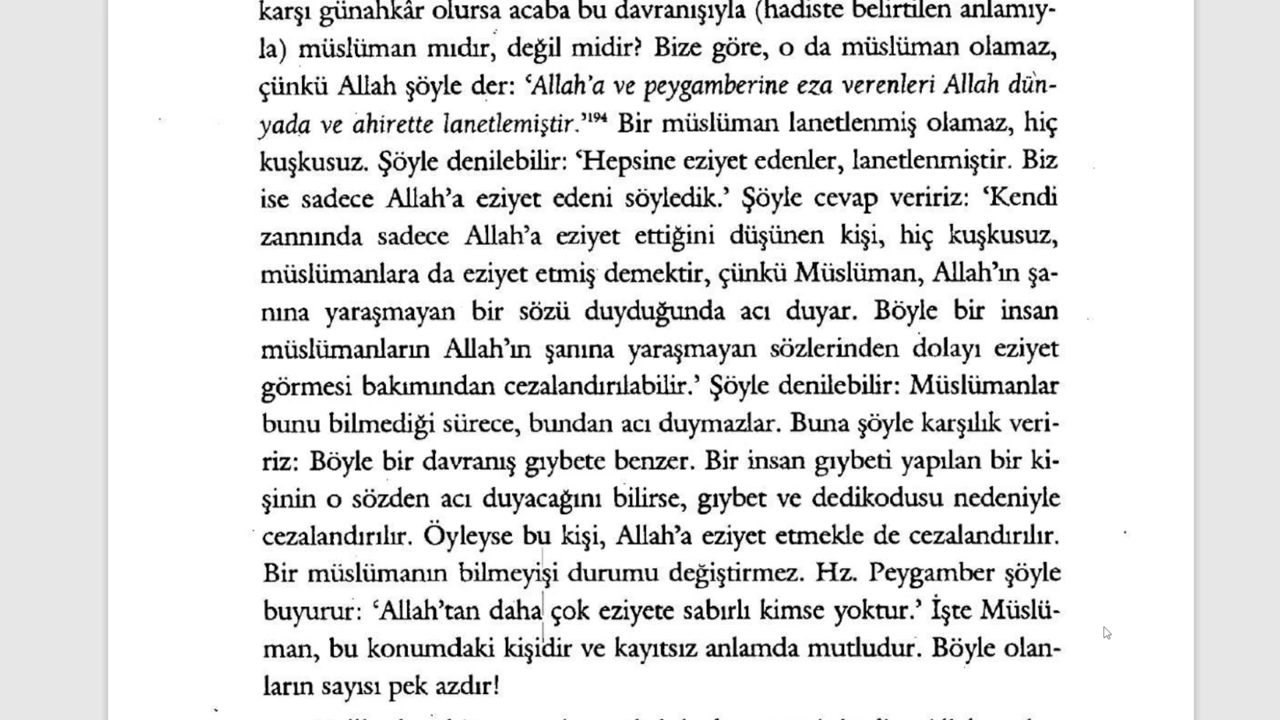 karşı günahkâr olursa acaba bu davranışıyla (hadiste belirtilen anlamıy-
la) müslüman mıdır, değil midir? Bize göre, o da müslüman olamaz,
çünkü Allah şöyle der: ‘Allah’a ve peygamberine eza verenleri Allah dün-
yada ve ahirette lanetlemiştir.’¹⁹⁴ Bir müslüman lanetlenmiş olamaz, hiç
kuşkusuz. Şöyle denilebilir: ‘Hepsine eziyet edenler, lanetlenmiştir. Biz
ise sadece Allah’a eziyet edeni söyledik.’ Şöyle cevap veririz: ‘Kendi
zannında sadece Allah’a eziyet ettiğini düşünen kişi, hiç kuşkusuz,
müslümanlara da eziyet etmiş demektir, çünkü Müslüman, Allah’ın şa-
nına yaraşmayan bir sözü duyduğunda acı duyar. Böyle bir insan
müslümanların Allah’ın şanına yaraşmayan sözlerinden dolayı eziyet
görmesi bakımından cezalandırılabilir.’ Şöyle denilebilir: Müslümanlar
bunu bilmediği sürece, bundan acı duymazlar. Buna şöyle karşılık veri-
riz: Böyle bir davranış gıybete benzer. Bir insan gıybeti yapılan bir ki-
şinin o sözden acı duyacağını bilirse, gıybet ve dedikodusu nedeniyle
cezalandırılır. Öyleyse bu kişi, Allah’a eziyet etmekle de cezalandırılır.
Bir müslümanın bilmeyişi durumu değiştirmez. Hz. Peygamber şöyle
buyurur: ‘Allah’tan daha çok eziyete sabırlı kimse yoktur.’ İşte Müslü-
man, bu konumdaki kişidir ve kayıtsız anlamda mutludur. Böyle olan-
ların sayısı pek azdır!